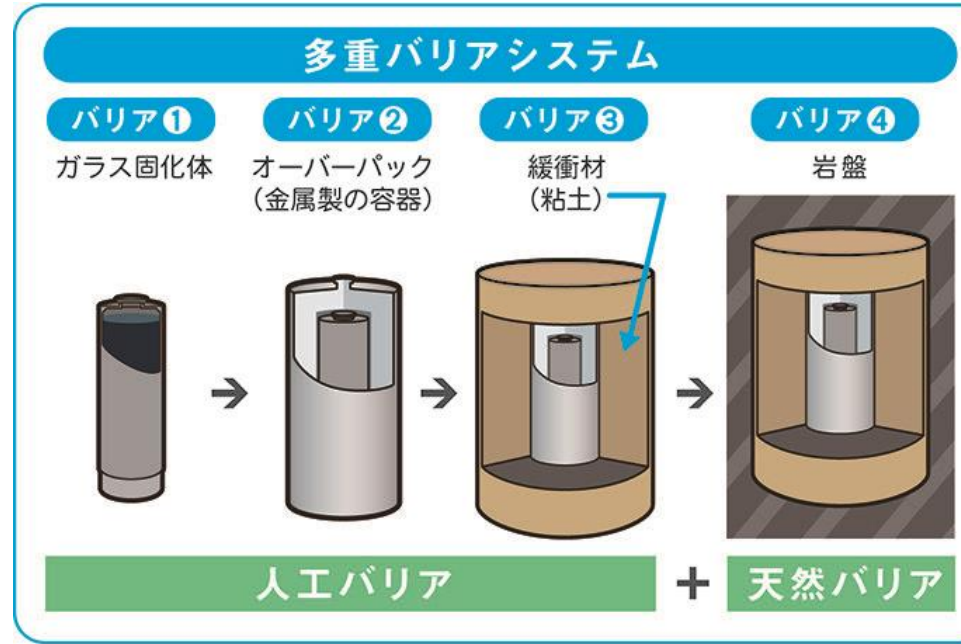 多重バリアシステム
バリア❶
ガラス固化体
バリア❷
オーバーパック
（金属製の容器）
バリア❸
緩衝材
（粘土）
バリア❹
岩盤
人工バリア
+
天然バリア